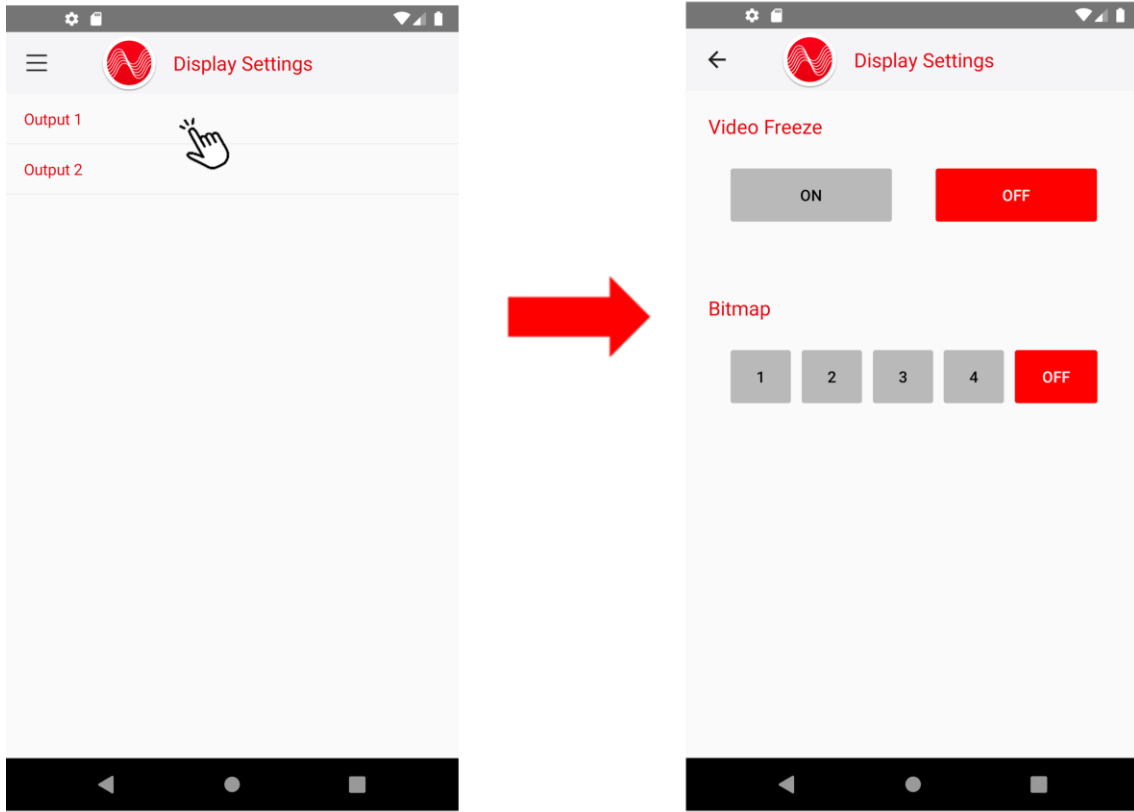 Display Settings
Output 1
Output 2
Display Settings
Video Freeze
ON OFF
Bitmap
1 2 3 4 OFF